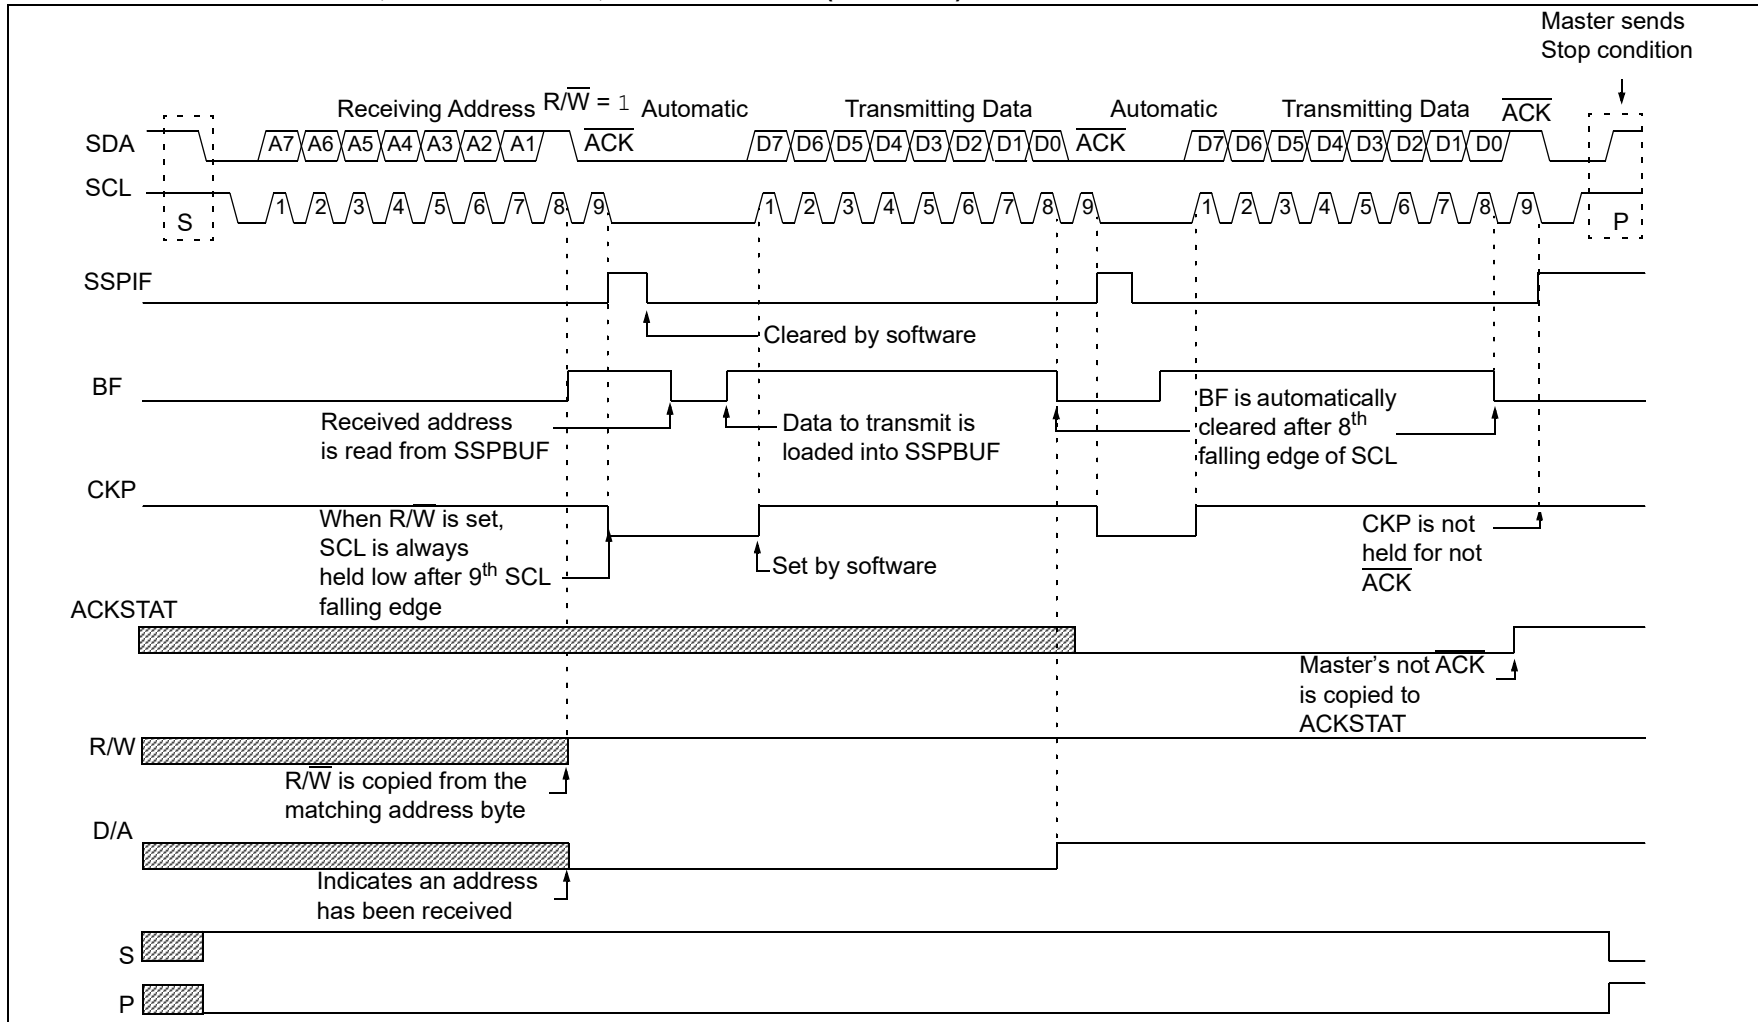 Master sends
Stop condition
Receiving Address R/W̅ = 1 Automatic Transmitting Data Automatic Transmitting Data A̅C̅K̅
SDA A7 A6 A5 A4 A3 A2 A1 A̅C̅K̅ D7 D6 D5 D4 D3 D2 D1 D0 A̅C̅K̅ D7 D6 D5 D4 D3 D2 D1 D0
SCL 1 2 3 4 5 6 7 8 9 1 2 3 4 5 6 7 8 9 1 2 3 4 5 6 7 8 9
S P
SSPIF
Cleared by software
BF
Received address
is read from SSPBUF
Data to transmit is
loaded into SSPBUF
BF is automatically
cleared after 8th
falling edge of SCL
CKP
When R/W̅ is set,
SCL is always
held low after 9th SCL
falling edge
Set by software
CKP is not
held for not
A̅C̅K̅
ACKSTAT
Master’s not A̅C̅K̅
is copied to
ACKSTAT
R/W
R/W̅ is copied from the
matching address byte
D/A
Indicates an address
has been received
S
P